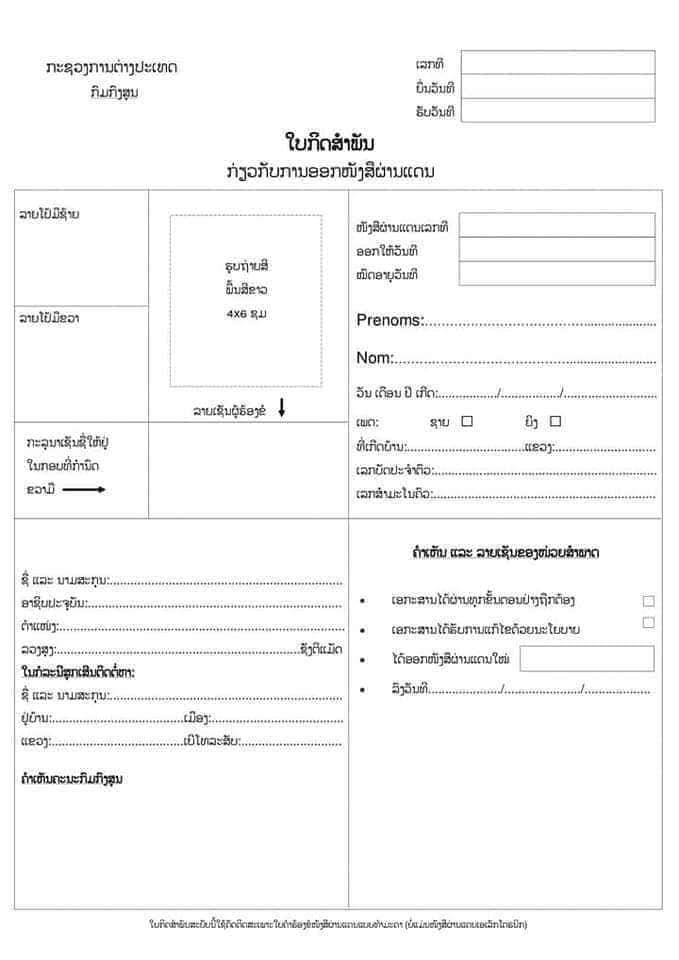 ກະຊວງການຕ່າງປະເທດ
ກົມກົງສຸນ
ເລກທີ
ຍື່ນວັນທີ
ຮັບວັນທີ
ໃບກິດສຳພັນ
ກ່ຽວກັບການອອກໜັງສືຜ່ານແດນ
ລາຍໂປ້ມືຊ້າຍ
ລາຍໂປ້ມືຂວາ
ຮູບຖ່າຍສີ
ພື້ນສີຂາວ
4x6 ຊມ
ລາຍເຊັນຜູ້ຮ້ອງຂໍ
ກະລຸນາເຊັນຊື່ໃຫ້ຢູ່
ໃນກອບທີ່ກຳນົດ
ຂວາມື
ໜັງສືຜ່ານແດນເລກທີ
ອອກໃຫ້ວັນທີ
ໝົດອາຍຸວັນທີ
Prenoms:
Nom:
ວັນ ເດືອນ ປີ ເກີດ:............/............/............
ເພດ: ຊາຍ ☐ ຍິງ ☐
ທີ່ເກີດບ້ານ:............ແຂວງ:............
ເລກບັດປະຈຳຕົວ:............
ເລກສຳມະໂນຄົວ:............
ຊື່ ແລະ ນາມສະກຸນ:............
ອາຊິບປະຈຸບັນ:............
ຕຳແໜ່ງ:............
ລວງສູງ:............ຊັງຕີແມັດ
ໃນກໍລະນີສຸກເສີນຕິດຕໍ່ຫາ:
ຊື່ ແລະ ນາມສະກຸນ:............
ຢູ່ບ້ານ:............ເມືອງ:............
ແຂວງ:............ເບີໂທລະສັບ:............
ຄຳເຫັນຄະນະກົມກົງສຸນ
ຄຳເຫັນ ແລະ ລາຍເຊັນຂອງໜ່ວຍສຳພາດ
• ເອກະສານໄດ້ຜ່ານທຸກຂັ້ນຕອນຢ່າງຖືກຕ້ອງ ☐
• ເອກະສານໄດ້ຮັບການແກ້ໄຂດ້ວຍນະໂຍບາຍ ☐
• ໄດ້ອອກໜັງສືຜ່ານແດນໃໝ່
• ລົງວັນທີ............/............/............
ໃບກິດສຳພັນສະບັບນີ້ໃຊ້ຄັດຕິດສະເພາະໃບຄຳຮ້ອງຂໍໜັງສືຜ່ານແດນແບບທຳມະດາ (ບໍ່ແມ່ນໜັງສືຜ່ານແດນເອເລັກໂຕຣນິກ)